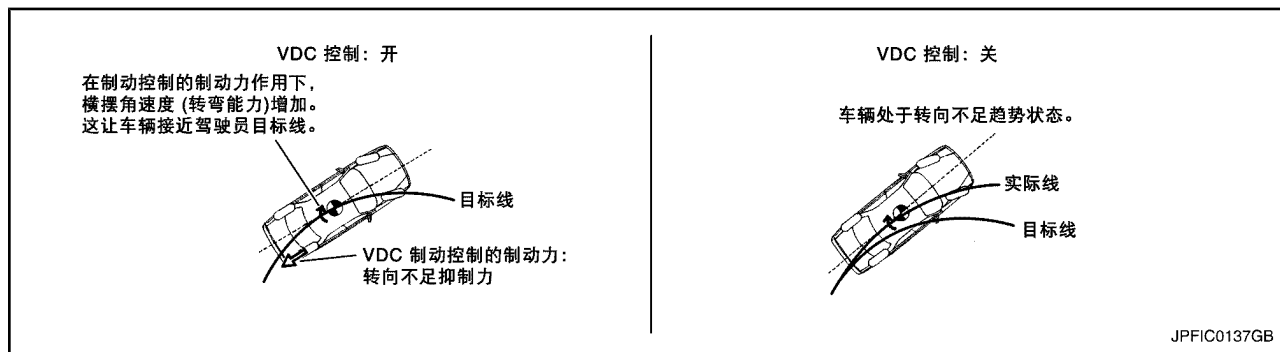 VDC 控制：开
在制动控制的制动力作用下，
横摆角速度 (转弯能力)增加。
这让车辆接近驾驶员目标线。
目标线
VDC 制动控制的制动力：
转向不足抑制力
VDC 控制：关
车辆处于转向不足趋势状态。
实际线
目标线
JPFIC0137GB